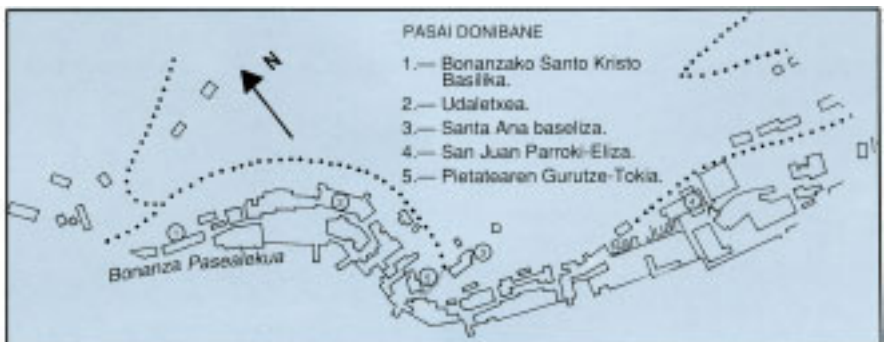 PASAI DONIBANE
1.— Bonanzako Santo Kristo
Basilika.
2.— Udaletxea.
3.— Santa Ana baseliza.
4.— San Juan Parroki-Eliza.
5.— Pietatearen Gurutze-Tokia.
N
Bonanza Pasealekua
San Juan